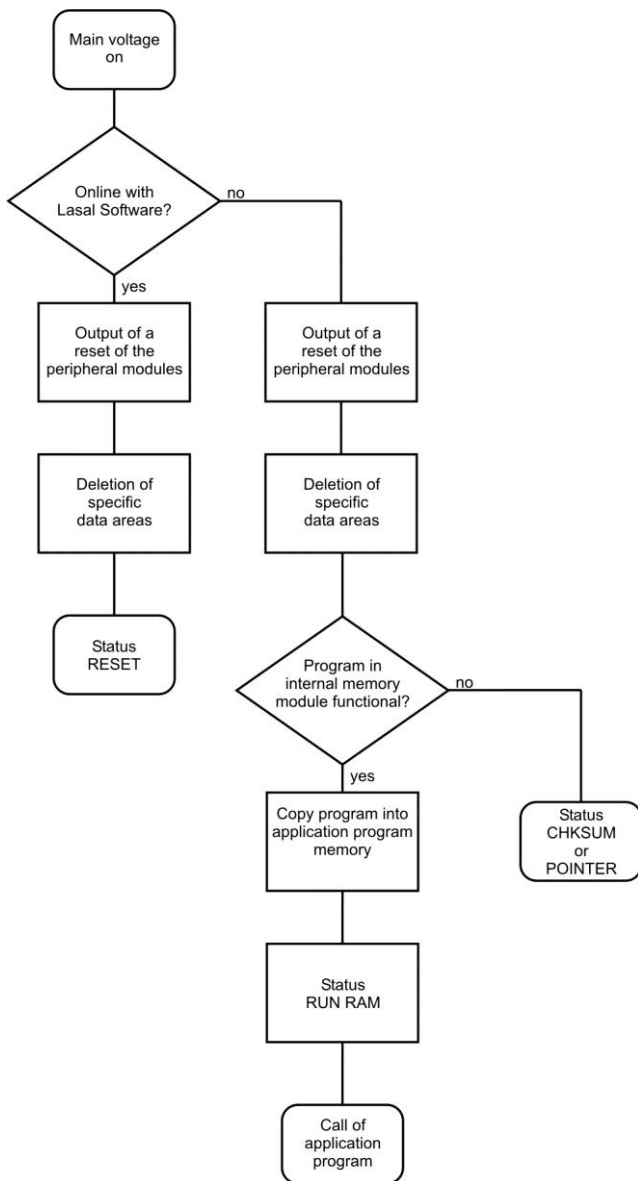 Main voltage
on
Online with
Lasal Software?
no
yes
Output of a
reset of the
peripheral modules
Output of a
reset of the
peripheral modules
Deletion of
specific
data areas
Deletion of
specific
data areas
Status
RESET
Program in
internal memory
module functional?
no
yes
Copy program into
application program
memory
Status
CHKSUM
or
POINTER
Status
RUN RAM
Call of
application
program